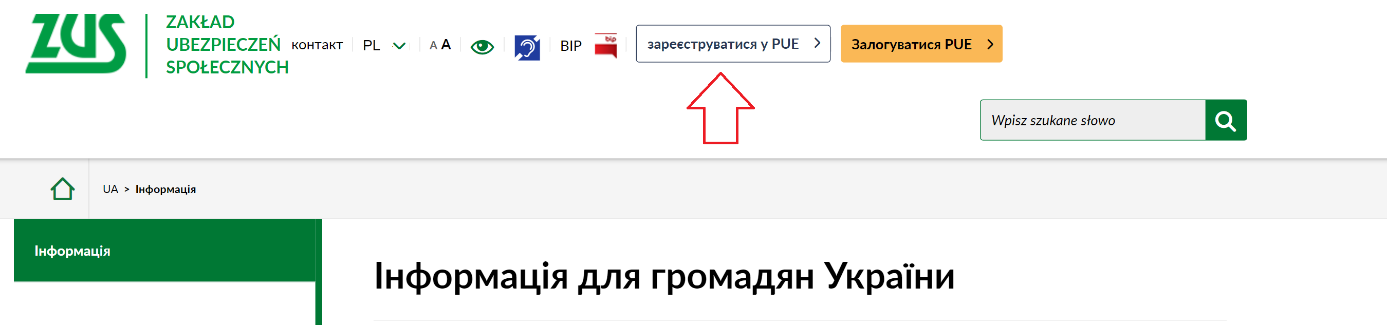 ZUS
ZAKŁAD
UBEZPIECZEŃ
SPOŁECZNYCH
контакт PL A A BIP bip зареєструватися у PUE Залогуватися PUE
Wpisz szukane słowo
UA > Інформація
Інформація
Інформація для громадян України